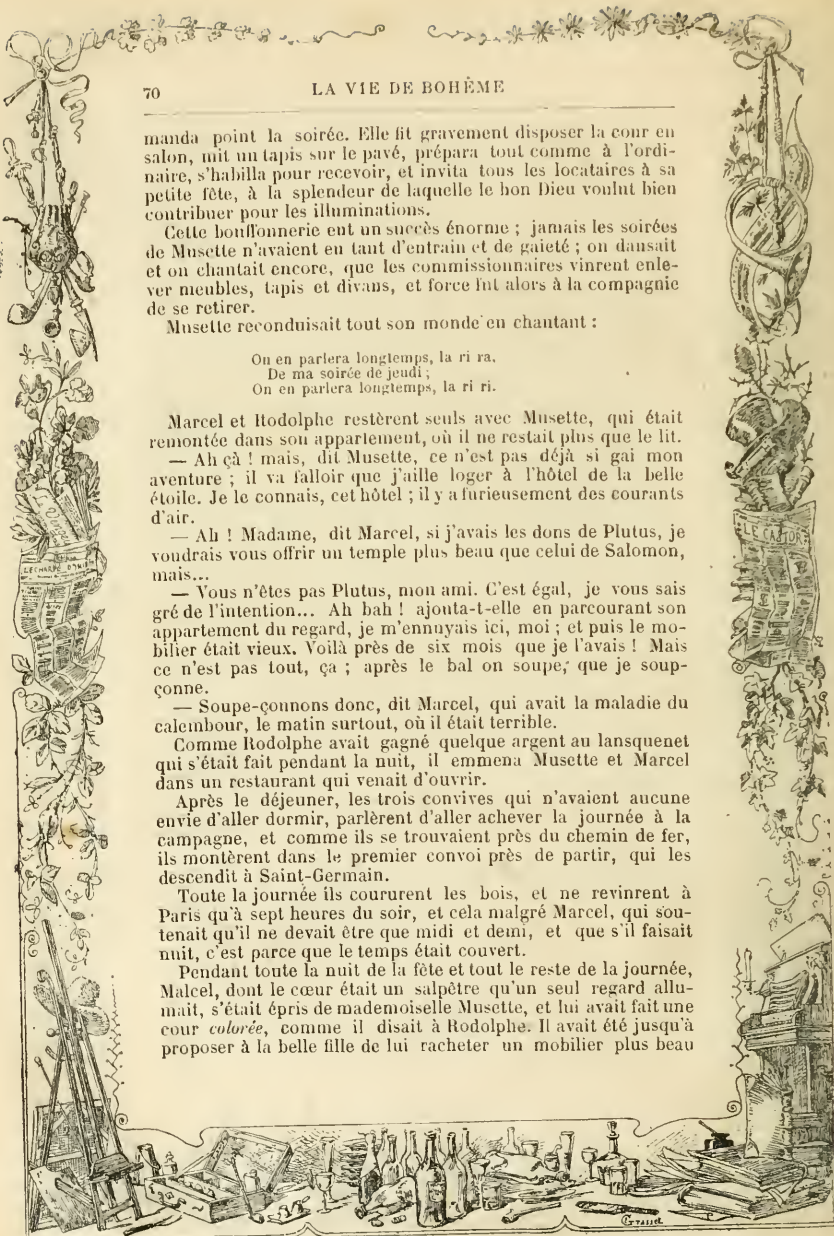 70
LA VIE DE BOHÈME
manda point la soirée. Elle fit gravement disposer la cour en
salon, mit un tapis sur le pavé, prépara tout comme à l'ordi-
naire, s'habilla pour recevoir, et invita tous les locataires à sa
petite fête, à la splendeur de laquelle le bon Dieu voulut bien
contribuer pour les illuminations.
Cette bouffonnerie eut un succès énorme ; jamais les soirées
de Musette n'avaient eu tant d'entrain et de gaieté ; on dansait
et on chantait encore, que les commissionnaires vinrent enle-
ver meubles, tapis et divans, et force fut alors à la compagnie
de se retirer.
Musette reconduisait tout son monde en chantant :
On en parlera longtemps, la ri ra,
De ma soirée de jeudi ;
On en parlera longtemps, la ri ri.
Marcel et Rodolphe restèrent seuls avec Musette, qui était
remontée dans son appartement, où il ne restait plus que le lit.
— Ah çà ! mais, dit Musette, ce n'est pas déjà si gai mon
aventure ; il va falloir que j'aille loger à l'hôtel de la belle
étoile. Je le connais, cet hôtel ; il y a furieusement des courants
d'air.
— Ah ! Madame, dit Marcel, si j'avais les dons de Plutus, je
voudrais vous offrir un temple plus beau que celui de Salomon,
mais...
— Vous n'êtes pas Plutus, mon ami. C'est égal, je vous sais
gré de l'intention... Ah bah ! ajouta-t-elle en parcourant son
appartement du regard, je m'ennuyais ici, moi ; et puis le mo-
bilier était vieux. Voilà près de six mois que je l'avais ! Mais
ce n'est pas tout, ça ; après le bal on soupe, que je soup-
çonne.
— Soupe-çonnons donc, dit Marcel, qui avait la maladie du
calembour, le matin surtout, où il était terrible.
Comme Rodolphe avait gagné quelque argent au lansquenet
qui s'était fait pendant la nuit, il emmena Musette et Marcel
dans un restaurant qui venait d'ouvrir.
Après le déjeuner, les trois convives qui n'avaient aucune
envie d'aller dormir, parlèrent d'aller achever la journée à la
campagne, et comme ils se trouvaient près du chemin de fer,
ils montèrent dans le premier convoi près de partir, qui les
descendit à Saint-Germain.
Toute la journée ils coururent les bois, et ne revinrent à
Paris qu'à sept heures du soir, et cela malgré Marcel, qui sou-
tenait qu'il ne devait être que midi et demi, et que s'il faisait
nuit, c'est parce que le temps était couvert.
Pendant toute la nuit de la fête et tout le reste de la journée,
Malcel, dont le cœur était un salpêtre qu'un seul regard allu-
mait, s'était épris de mademoiselle Musette, et lui avait fait une
cour colorée, comme il disait à Rodolphe. Il avait été jusqu'à
proposer à la belle fille de lui racheter un mobilier plus beau
LE CASTOR
Grasset